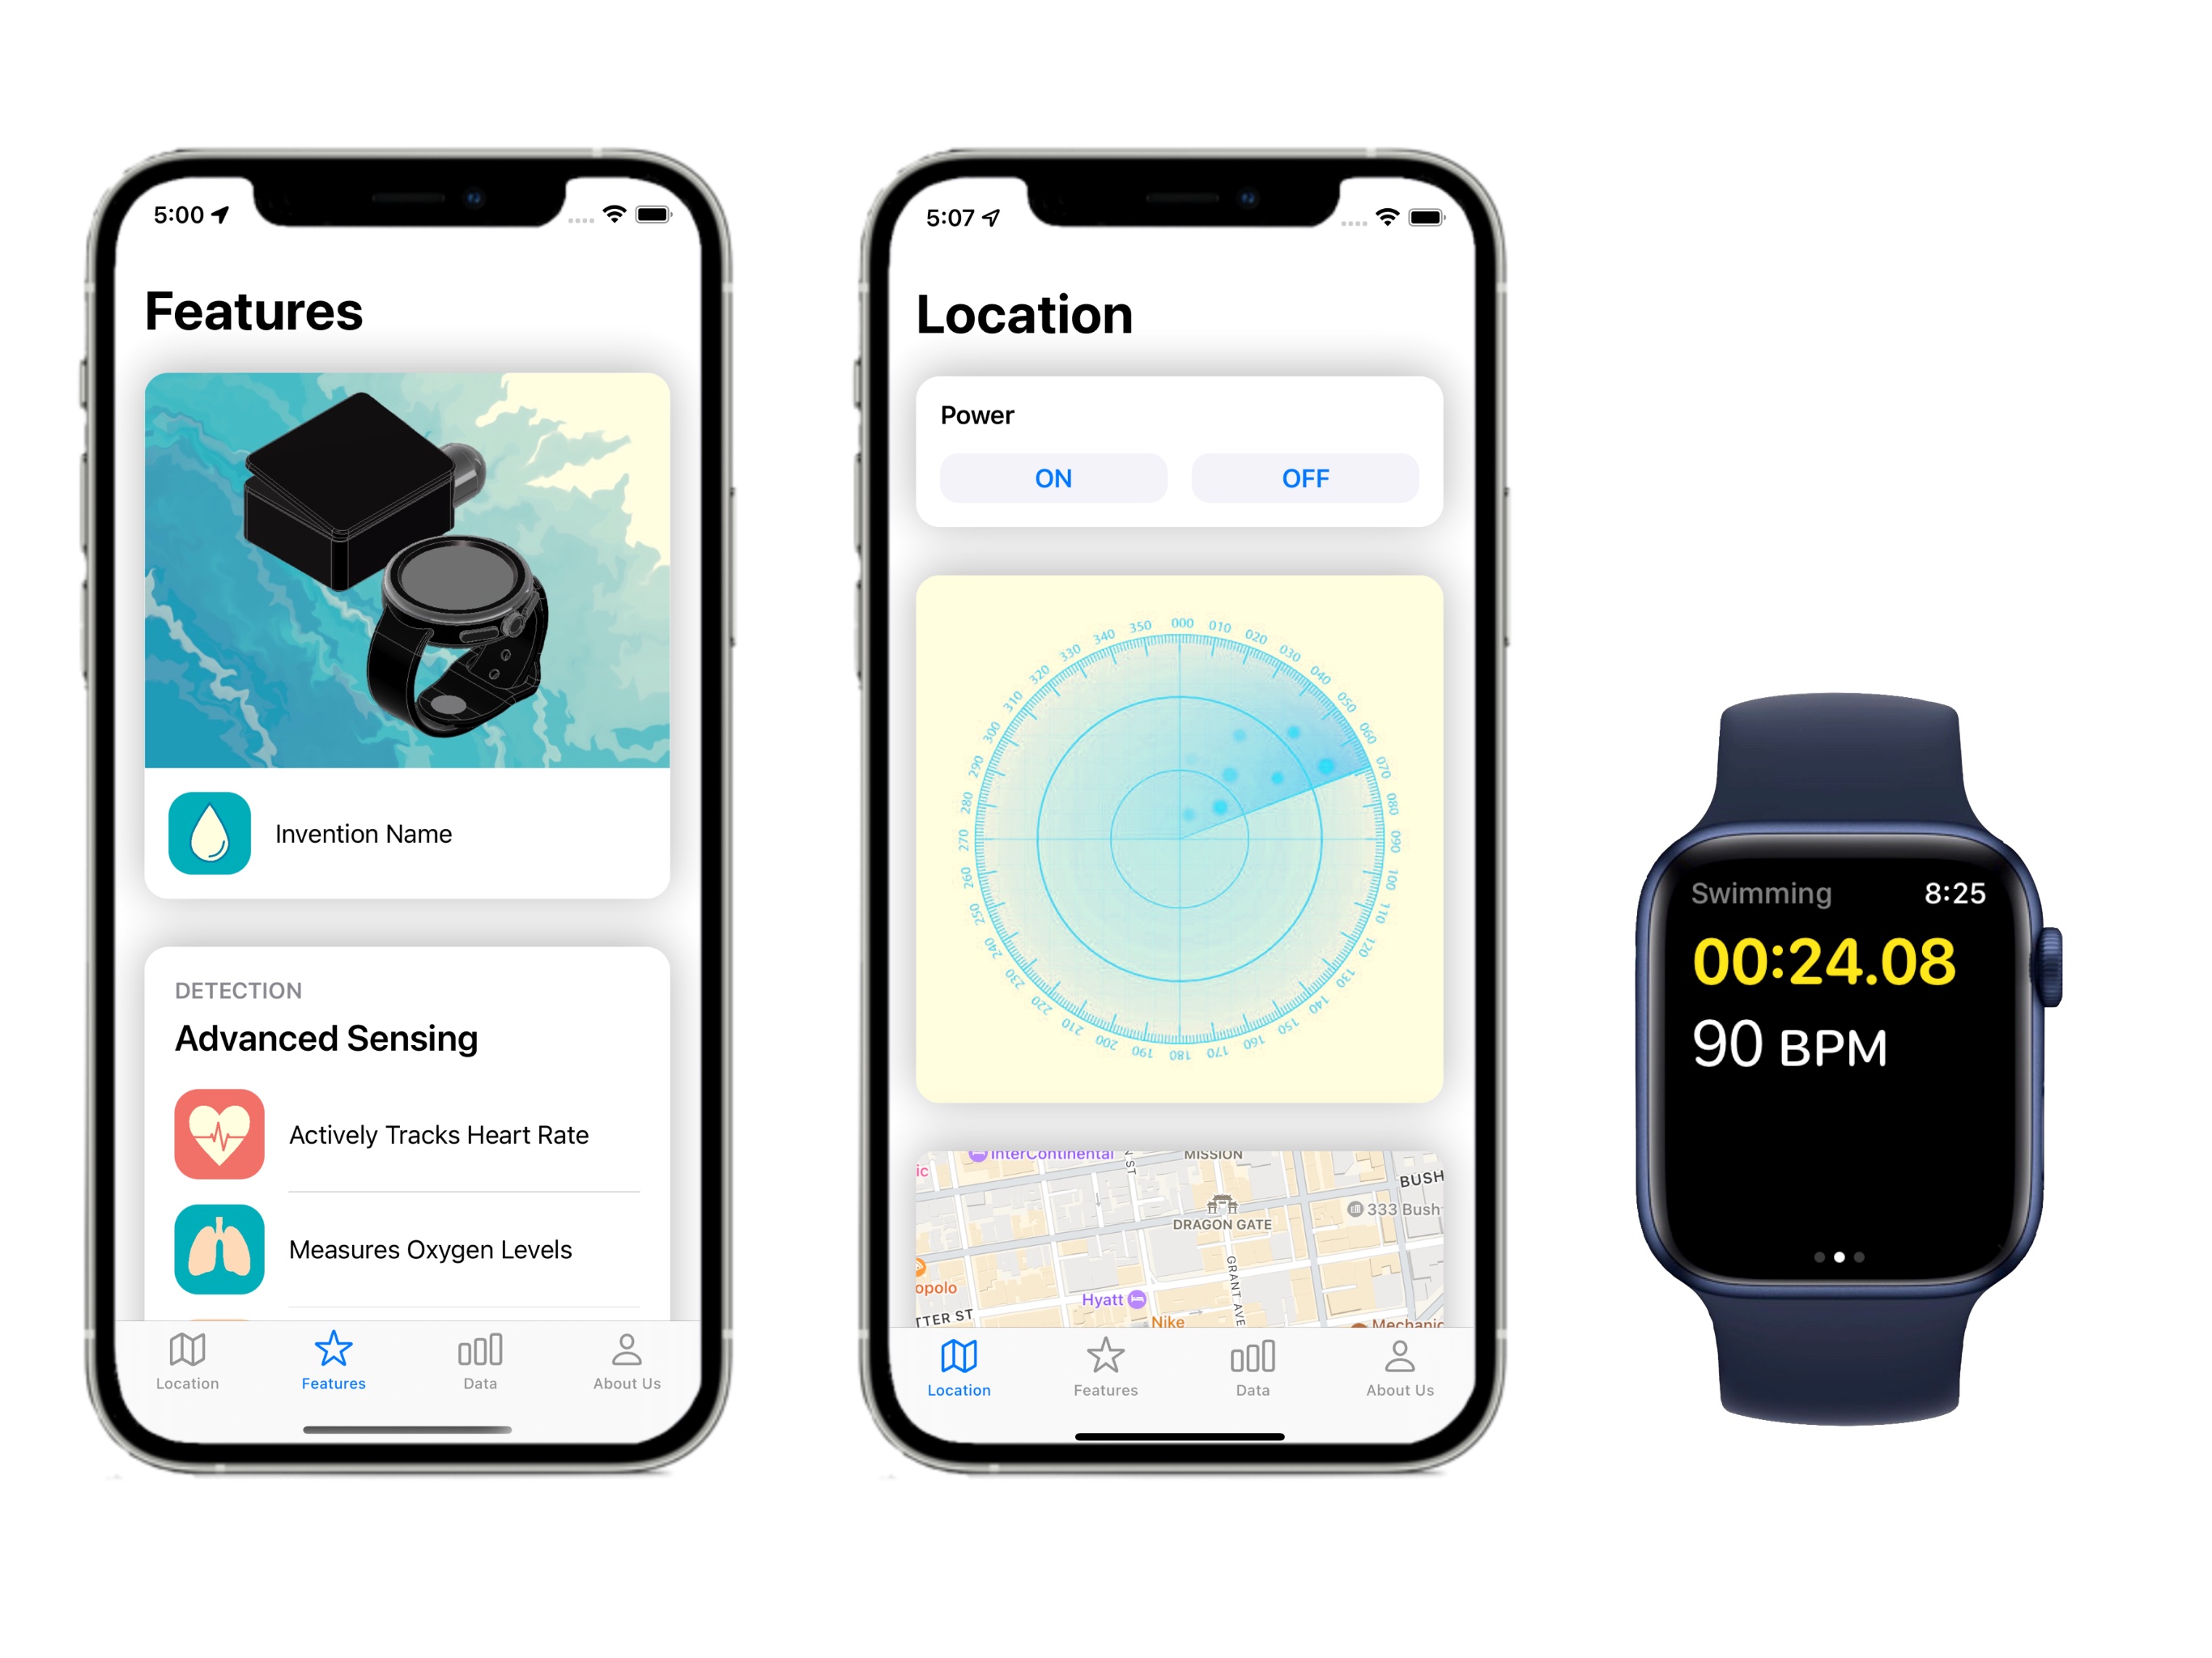 5:00
Features
Invention Name
DETECTION
Advanced Sensing
Actively Tracks Heart Rate
Measures Oxygen Levels
Location
Features
Data
About Us
5:07
Location
Power
ON
OFF
000 010 020 030 040 050 060 070 080 090 100 110 120 130 140 150 160 170 180 190 200 210 220 230 240 250 260 270 280 290 300 310 320 330 340 350
InterContinental
N ST
MISSION
ic
BUSH
333 Bush
DRAGON GATE
GRANT AVE
opolo
Hyatt
TTER ST
Nike
Mechanic
Location
Features
Data
About Us
Swimming 8:25
00:24.08
90 BPM